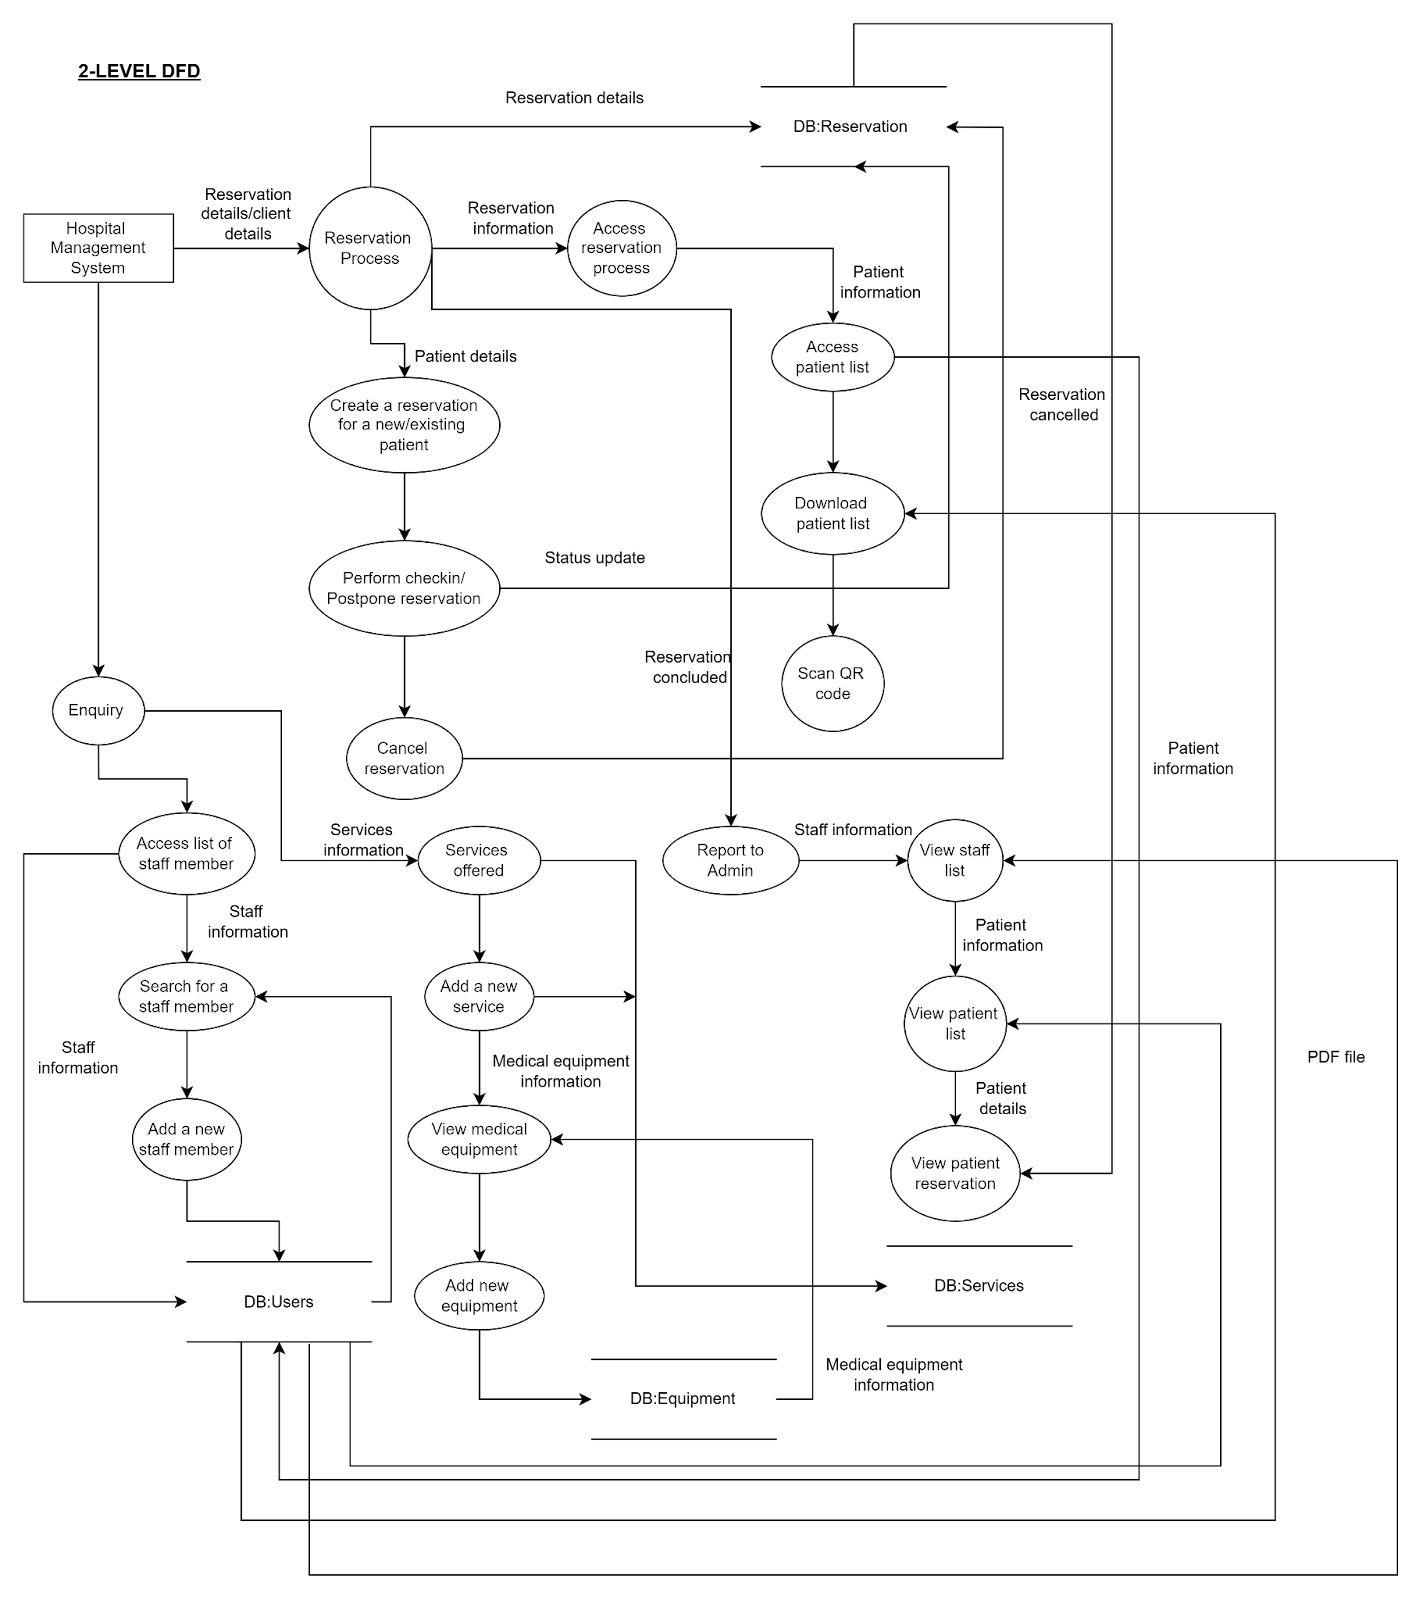 2-LEVEL DFD
Reservation details
DB:Reservation
Reservation
details/client
details
Hospital
Management
System
Reservation
Process
Reservation
information
Access
reservation
process
Patient
information
Patient details
Access
patient list
Reservation
cancelled
Create a reservation
for a new/existing
patient
Download
patient list
Status update
Perform checkin/
Postpone reservation
Reservation
concluded
Scan QR
code
Enquiry
Cancel
reservation
Patient
information
Access list of
staff member
Services
information
Services
offered
Report to
Admin
Staff information
View staff
list
Staff
information
Patient
information
Search for a
staff member
Add a new
service
View patient
list
Staff
information
Medical equipment
information
PDF file
Patient
details
Add a new
staff member
View medical
equipment
View patient
reservation
DB:Users
Add new
equipment
DB:Services
DB:Equipment
Medical equipment
information